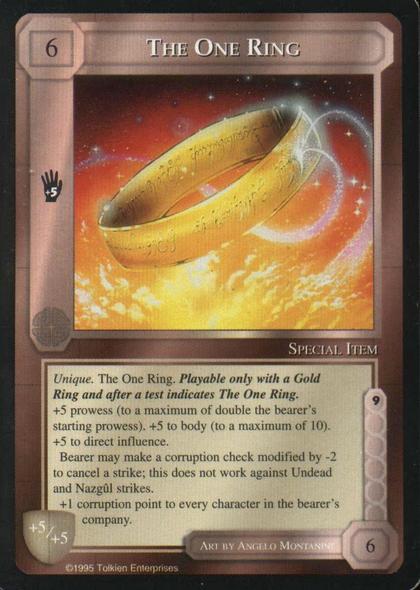 6
THE ONE RING
+5
SPECIAL ITEM
Unique. The One Ring. Playable only with a Gold
Ring and after a test indicates The One Ring.
+5 prowess (to a maximum of double the bearer's
starting prowess). +5 to body (to a maximum of 10).
+5 to direct influence.
Bearer may make a corruption check modified by -2
to cancel a strike; this does not work against Undead
and Nazgûl strikes.
+1 corruption point to every character in the bearer's
company.
9
+5/+5
ART BY ANGELO MONTANINI
6
©1995 Tolkien Enterprises